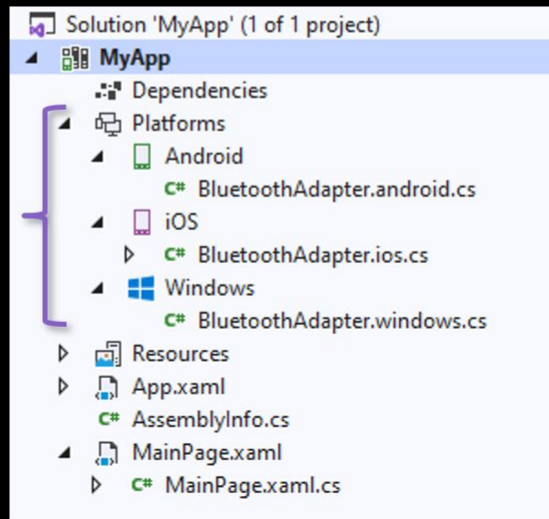 Solution 'MyApp' (1 of 1 project)
MyApp
Dependencies
Platforms
Android
C# BluetoothAdapter.android.cs
iOS
C# BluetoothAdapter.ios.cs
Windows
C# BluetoothAdapter.windows.cs
Resources
App.xaml
C# AssemblyInfo.cs
MainPage.xaml
C# MainPage.xaml.cs